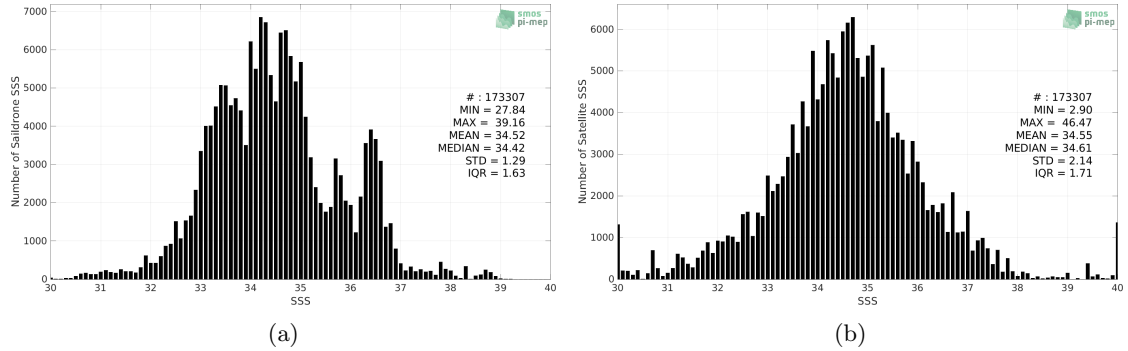 smos
pi-mep
7000
6000
5000
4000
3000
2000
1000
0
Number of Saildrone SSS
# : 173307
MIN = 27.84
MAX = 39.16
MEAN = 34.52
MEDIAN = 34.42
STD = 1.29
IQR = 1.63
30 31 32 33 34 35 36 37 38 39 40
SSS
(a)
smos
pi-mep
6000
5000
4000
3000
2000
1000
0
Number of Satellite SSS
# : 173307
MIN = 2.90
MAX = 46.47
MEAN = 34.55
MEDIAN = 34.61
STD = 2.14
IQR = 1.71
30 31 32 33 34 35 36 37 38 39 40
SSS
(b)